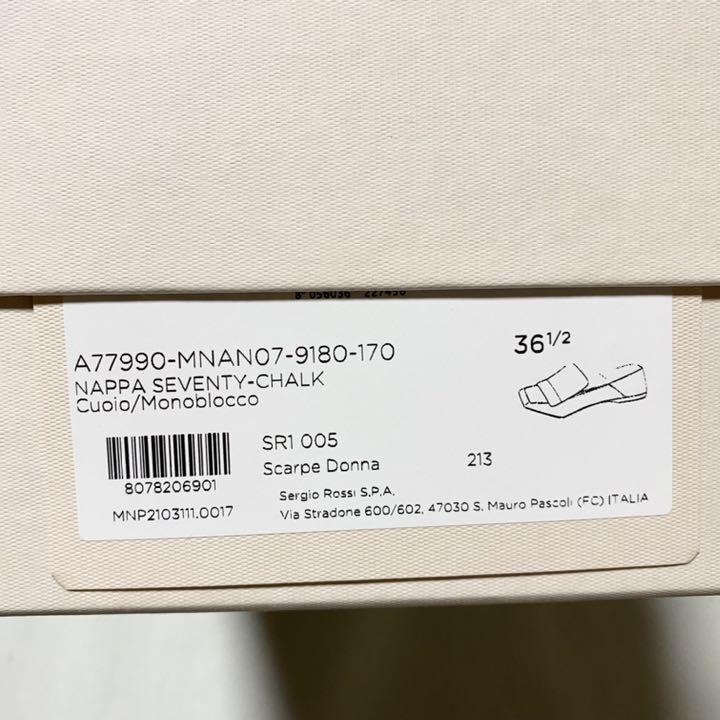 A77990-MNAN07-9180-170
NAPPA SEVENTY-CHALK
Cuoio/Monoblocco
36 1/2
SR1 005
Scarpe Donna
213
8078206901
MNP2103111.0017
Sergio Rossi S.P.A.
Via Stradone 600/602, 47030 S. Mauro Pascoli (FC) ITALIA